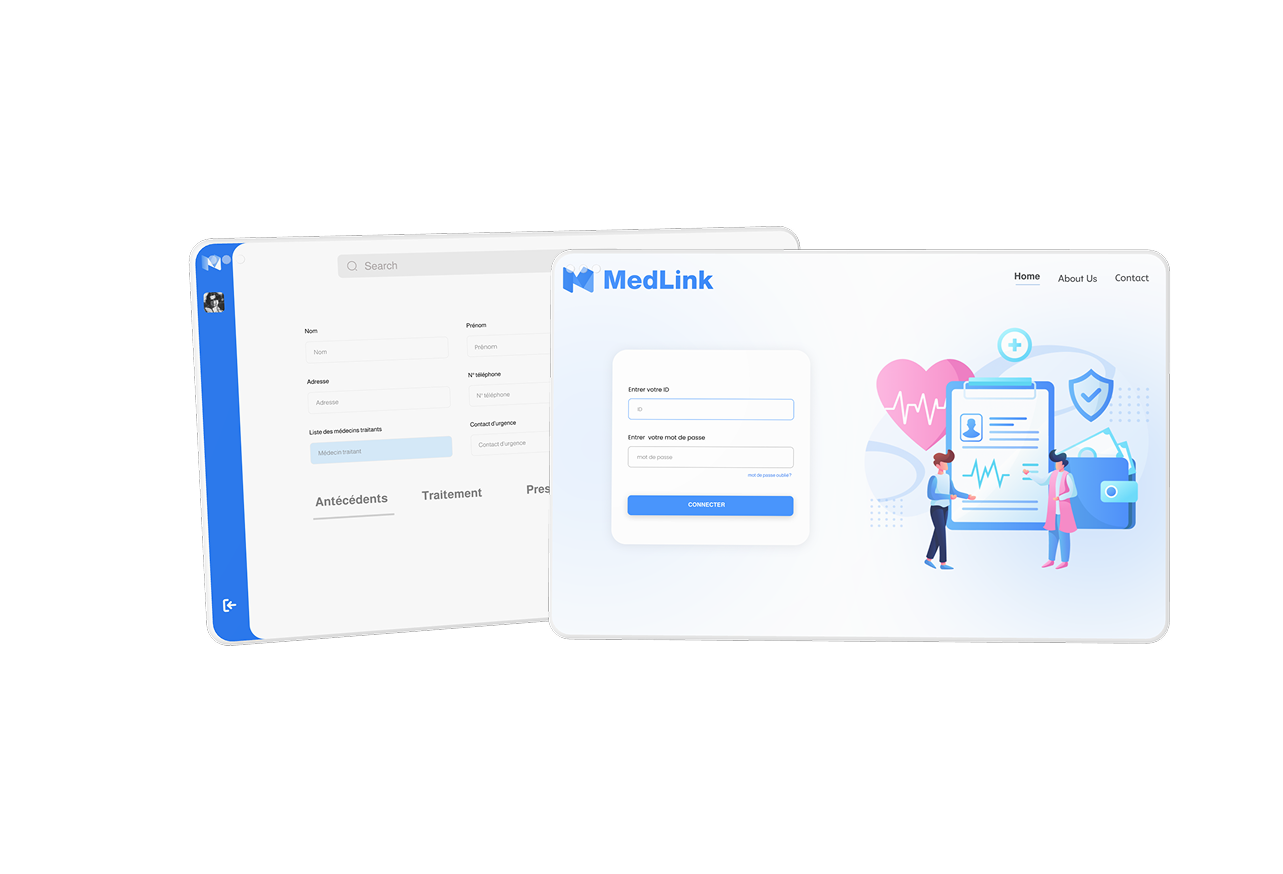 Search
Nom
Nom
Prénom
Prénom
Adresse
Adresse
N° téléphone
N° téléphone
Liste des médecins traitants
Médecin traitant
Contact d'urgence
Contact d'urgence
Antécédents
Traitement
Pres
MedLink
Home
About Us
Contact
Entrer votre ID
ID
Entrer votre mot de passe
mot de passe
mot de passe oublié?
CONNECTER